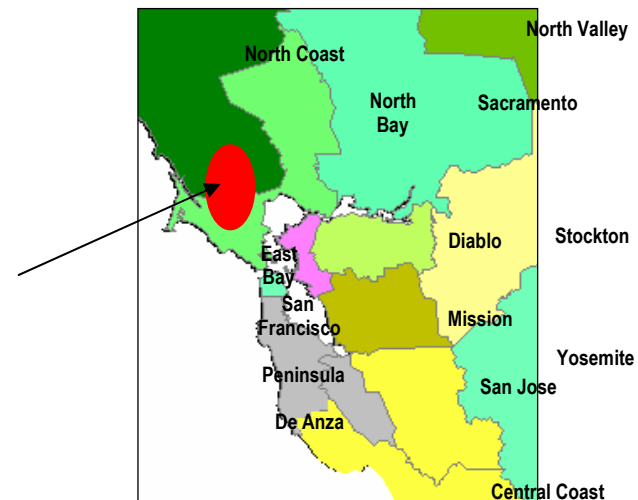 North Valley
North Coast
North
Bay
Sacramento
Diablo
Stockton
East
Bay
San
Francisco
Mission
Yosemite
Peninsula
San Jose
De Anza
Central Coast